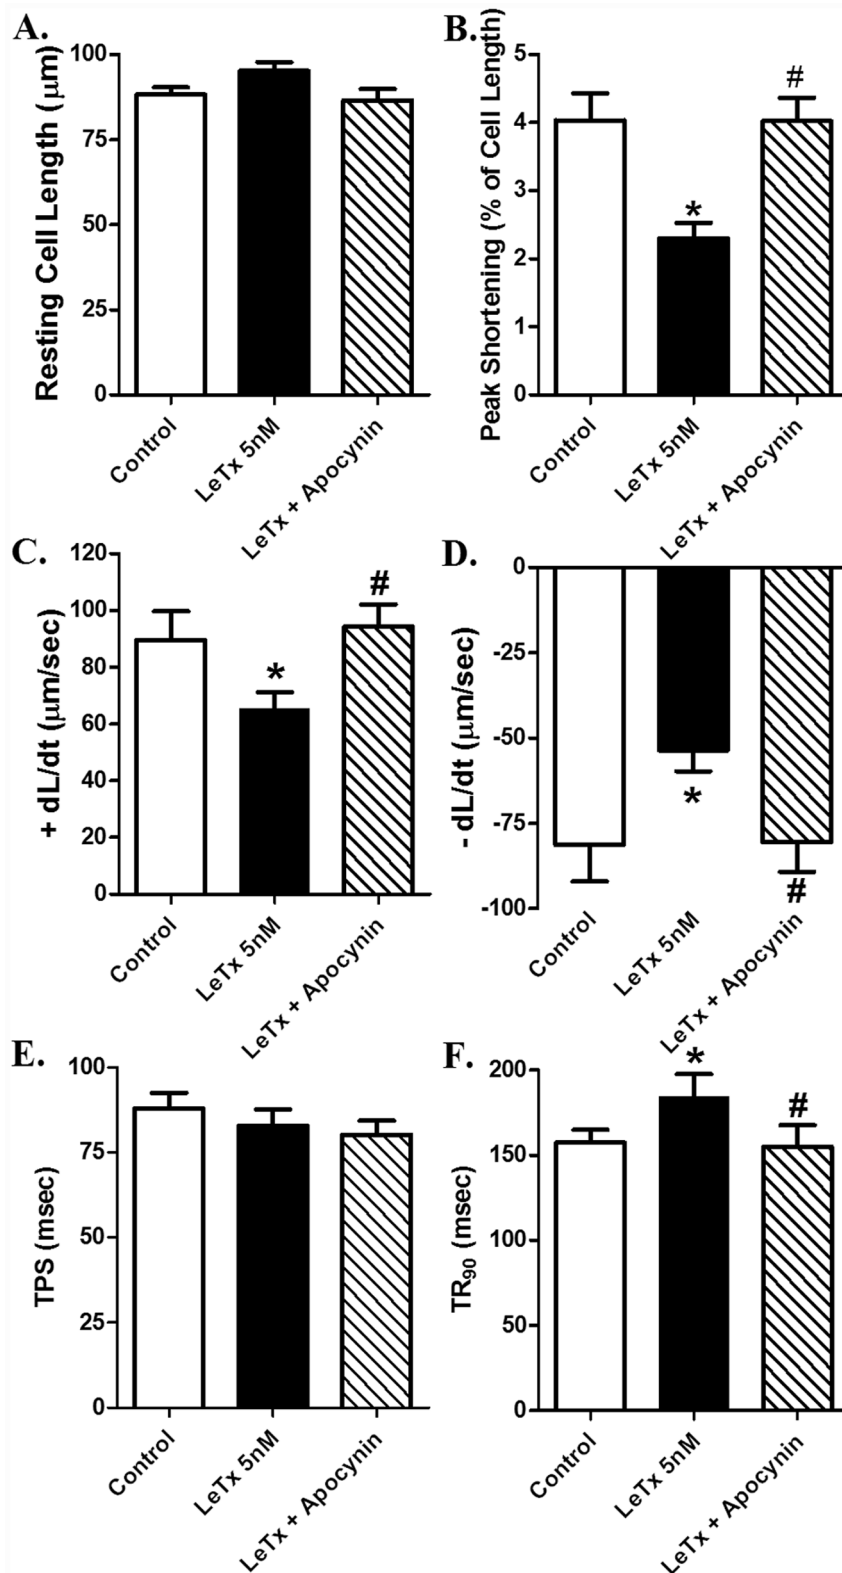 A.
Resting Cell Length (μm)
100
75
50
25
0
Control
LeTx 5nM
LeTx + Apocynin
B.
Peak Shortening (% of Cell Length)
5
4
3
2
1
0
#
*
Control
LeTx 5nM
LeTx + Apocynin
C.
+ dL/dt (μm/sec)
120
100
80
60
40
20
0
*
#
Control
LeTx 5nM
LeTx + Apocynin
D.
- dL/dt (μm/sec)
0
-25
-50
-75
-100
*
#
Control
LeTx 5nM
LeTx + Apocynin
E.
TPS (msec)
100
75
50
25
0
Control
LeTx 5nM
LeTx + Apocynin
F.
TR90 (msec)
200
150
100
50
0
*
#
Control
LeTx 5nM
LeTx + Apocynin